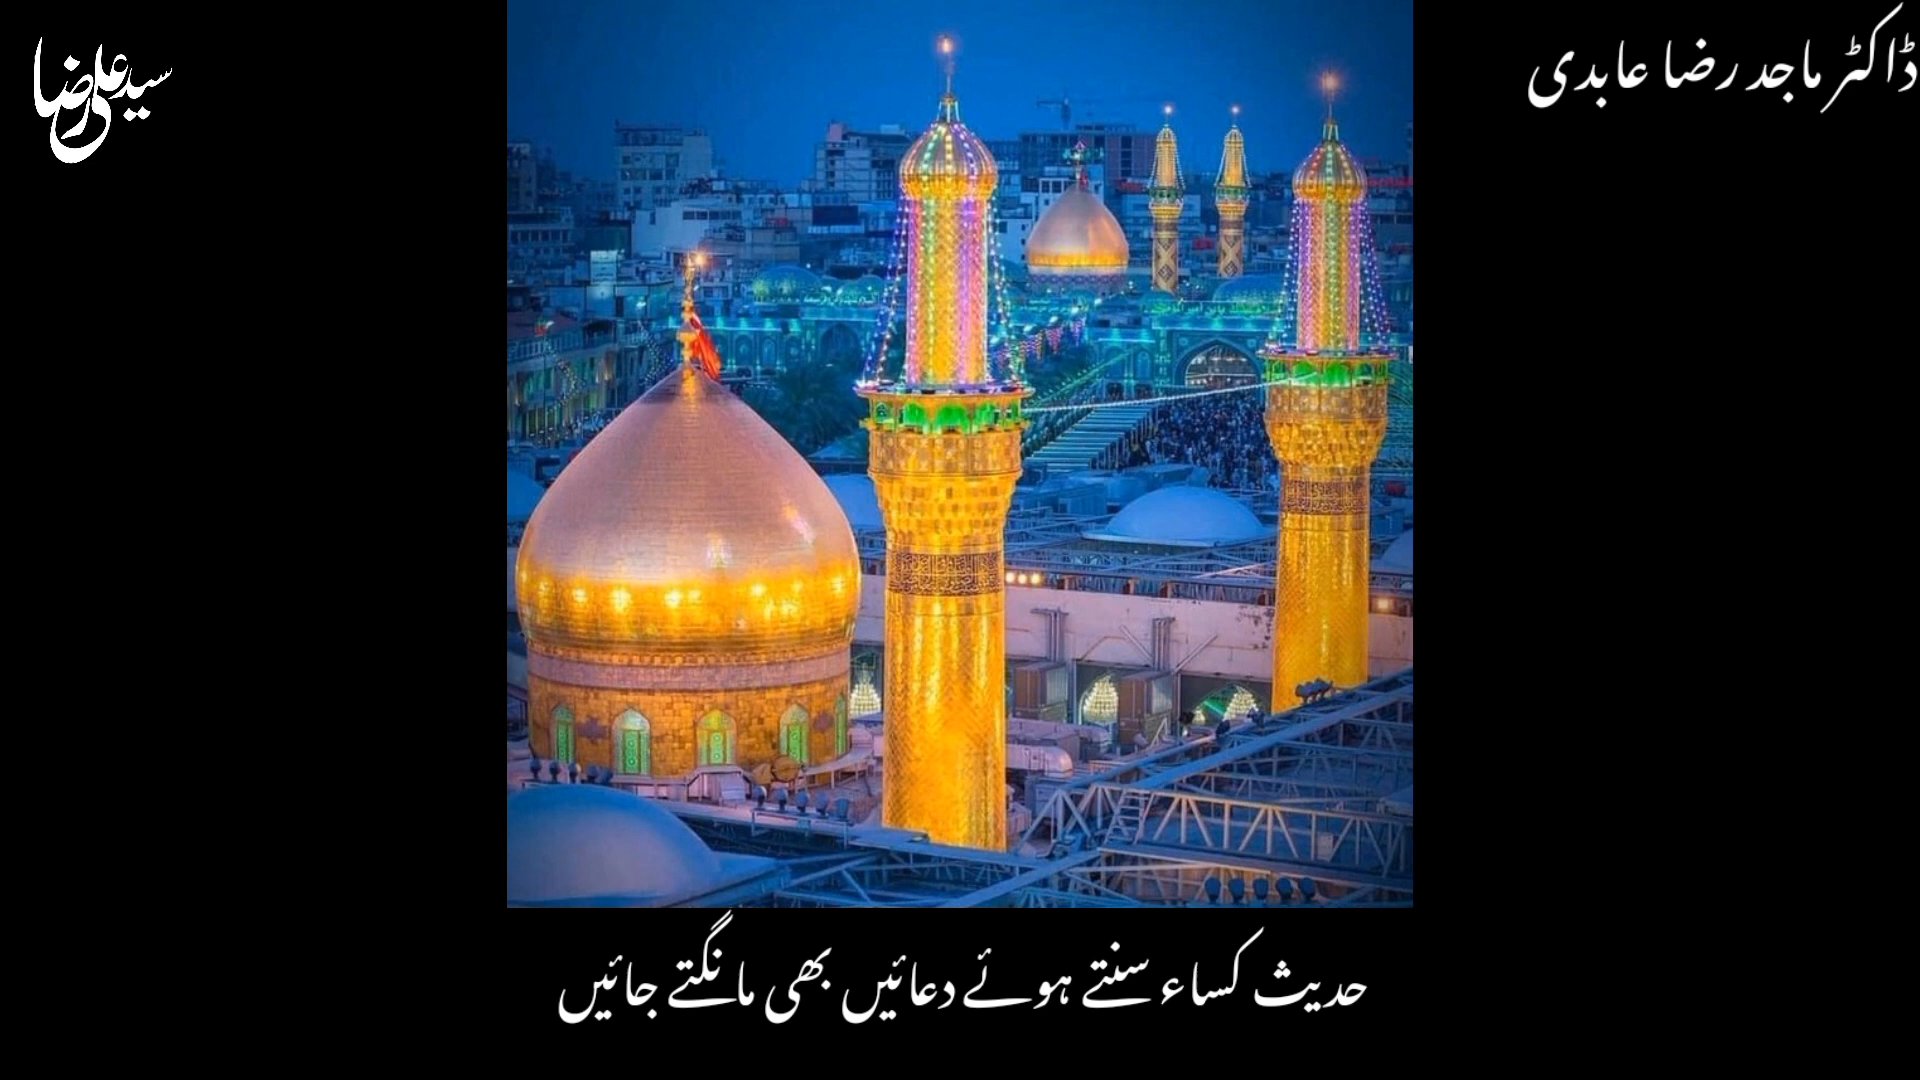 ڈاکٹر ماجد رضا عابدی
سید علی رضا
حدیث کساء سنتے ہوئے دعائیں بھی مانگتے جائیں